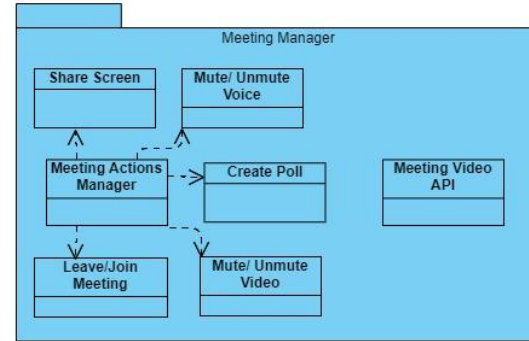 Meeting Manager
Share Screen
Mute/ Unmute
Voice
Meeting Actions
Manager
Create Poll
Meeting Video
API
Leave/Join
Meeting
Mute/ Unmute
Video